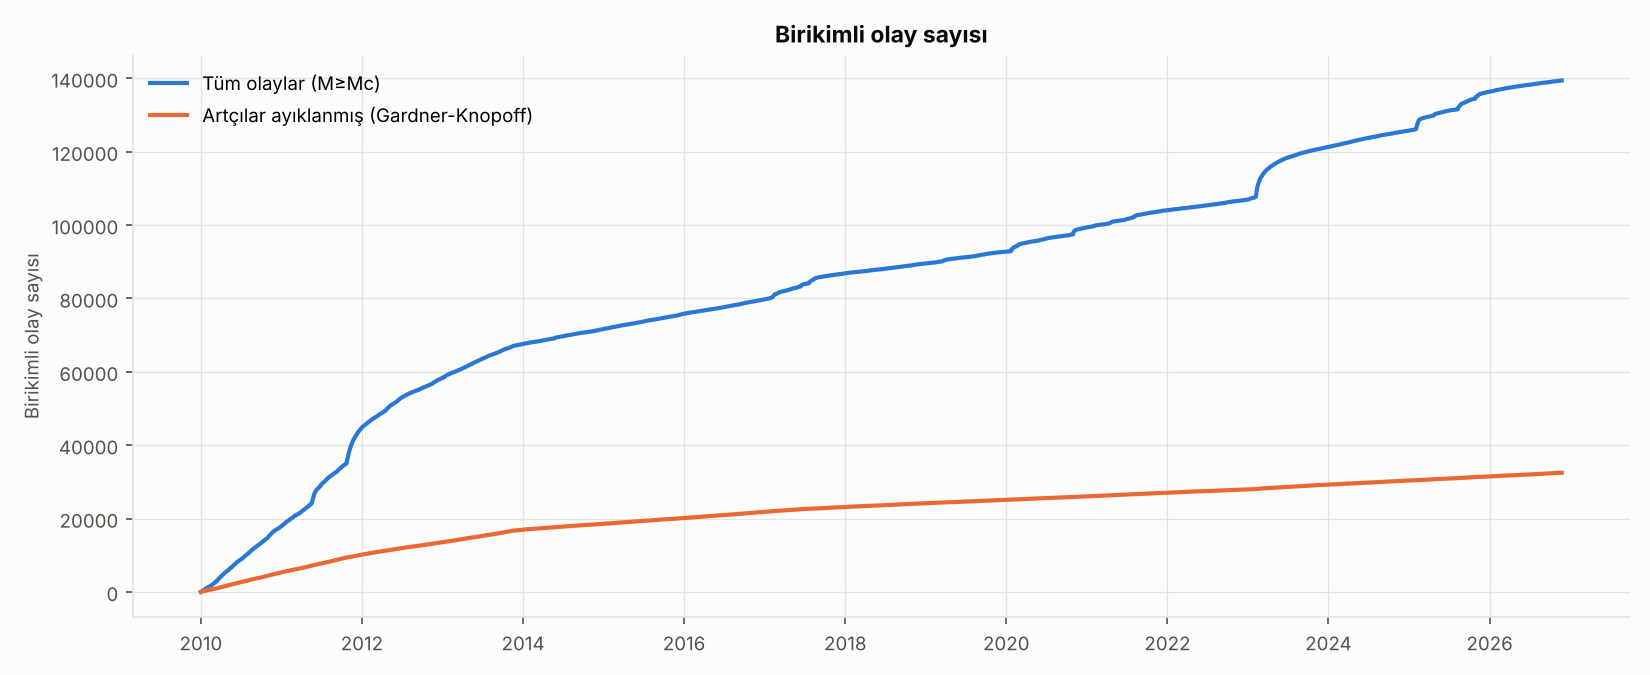 Birikimli olay sayısı
Tüm olaylar (M≥Mc)
Artçılar ayıklanmış (Gardner-Knopoff)
Birikimli olay sayısı
140000
120000
100000
80000
60000
40000
20000
0
2010 2012 2014 2016 2018 2020 2022 2024 2026